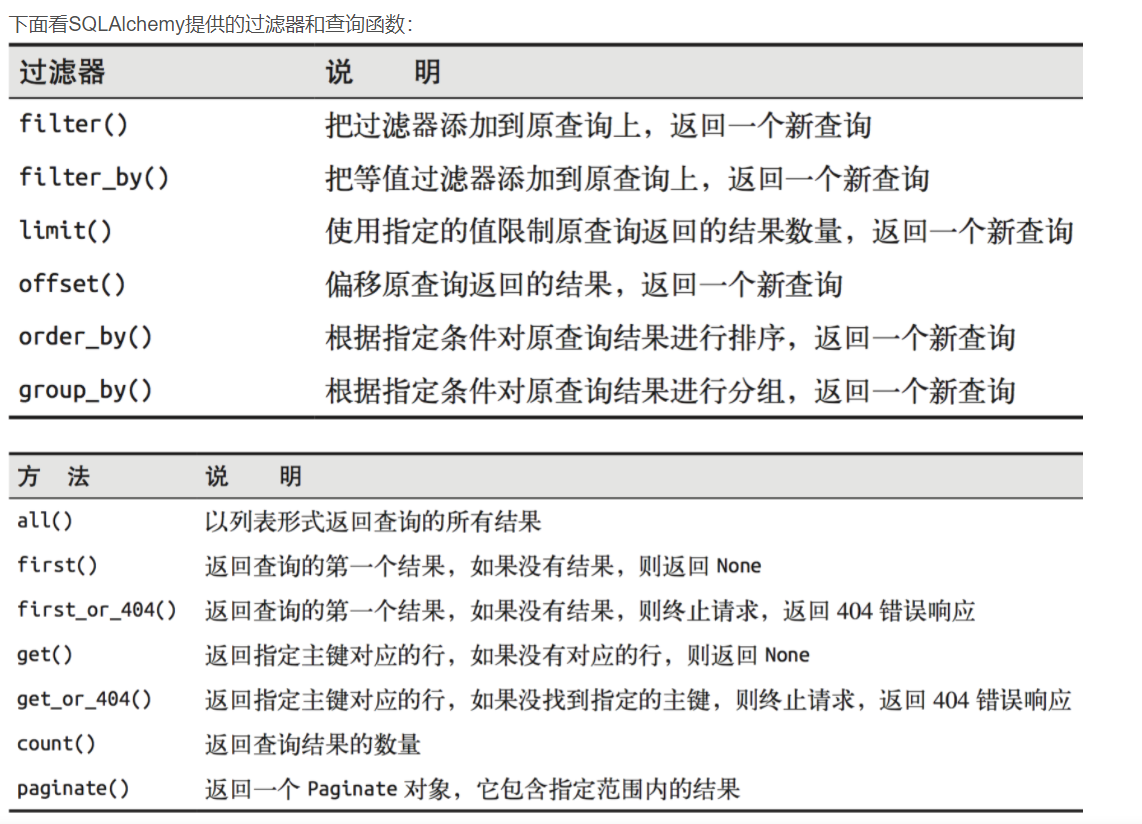 下面看SQLAlchemy提供的过滤器和查询函数：
过滤器 说 明
filter() 把过滤器添加到原查询上，返回一个新查询
filter_by() 把等值过滤器添加到原查询上，返回一个新查询
limit() 使用指定的值限制原查询返回的结果数量，返回一个新查询
offset() 偏移原查询返回的结果，返回一个新查询
order_by() 根据指定条件对原查询结果进行排序，返回一个新查询
group_by() 根据指定条件对原查询结果进行分组，返回一个新查询
方 法 说 明
all() 以列表形式返回查询的所有结果
first() 返回查询的第一个结果，如果没有结果，则返回 None
first_or_404() 返回查询的第一个结果，如果没有结果，则终止请求，返回 404 错误响应
get() 返回指定主键对应的行，如果没有对应的行，则返回 None
get_or_404() 返回指定主键对应的行，如果没找到指定的主键，则终止请求，返回 404 错误响应
count() 返回查询结果的数量
paginate() 返回一个 Paginate 对象，它包含指定范围内的结果